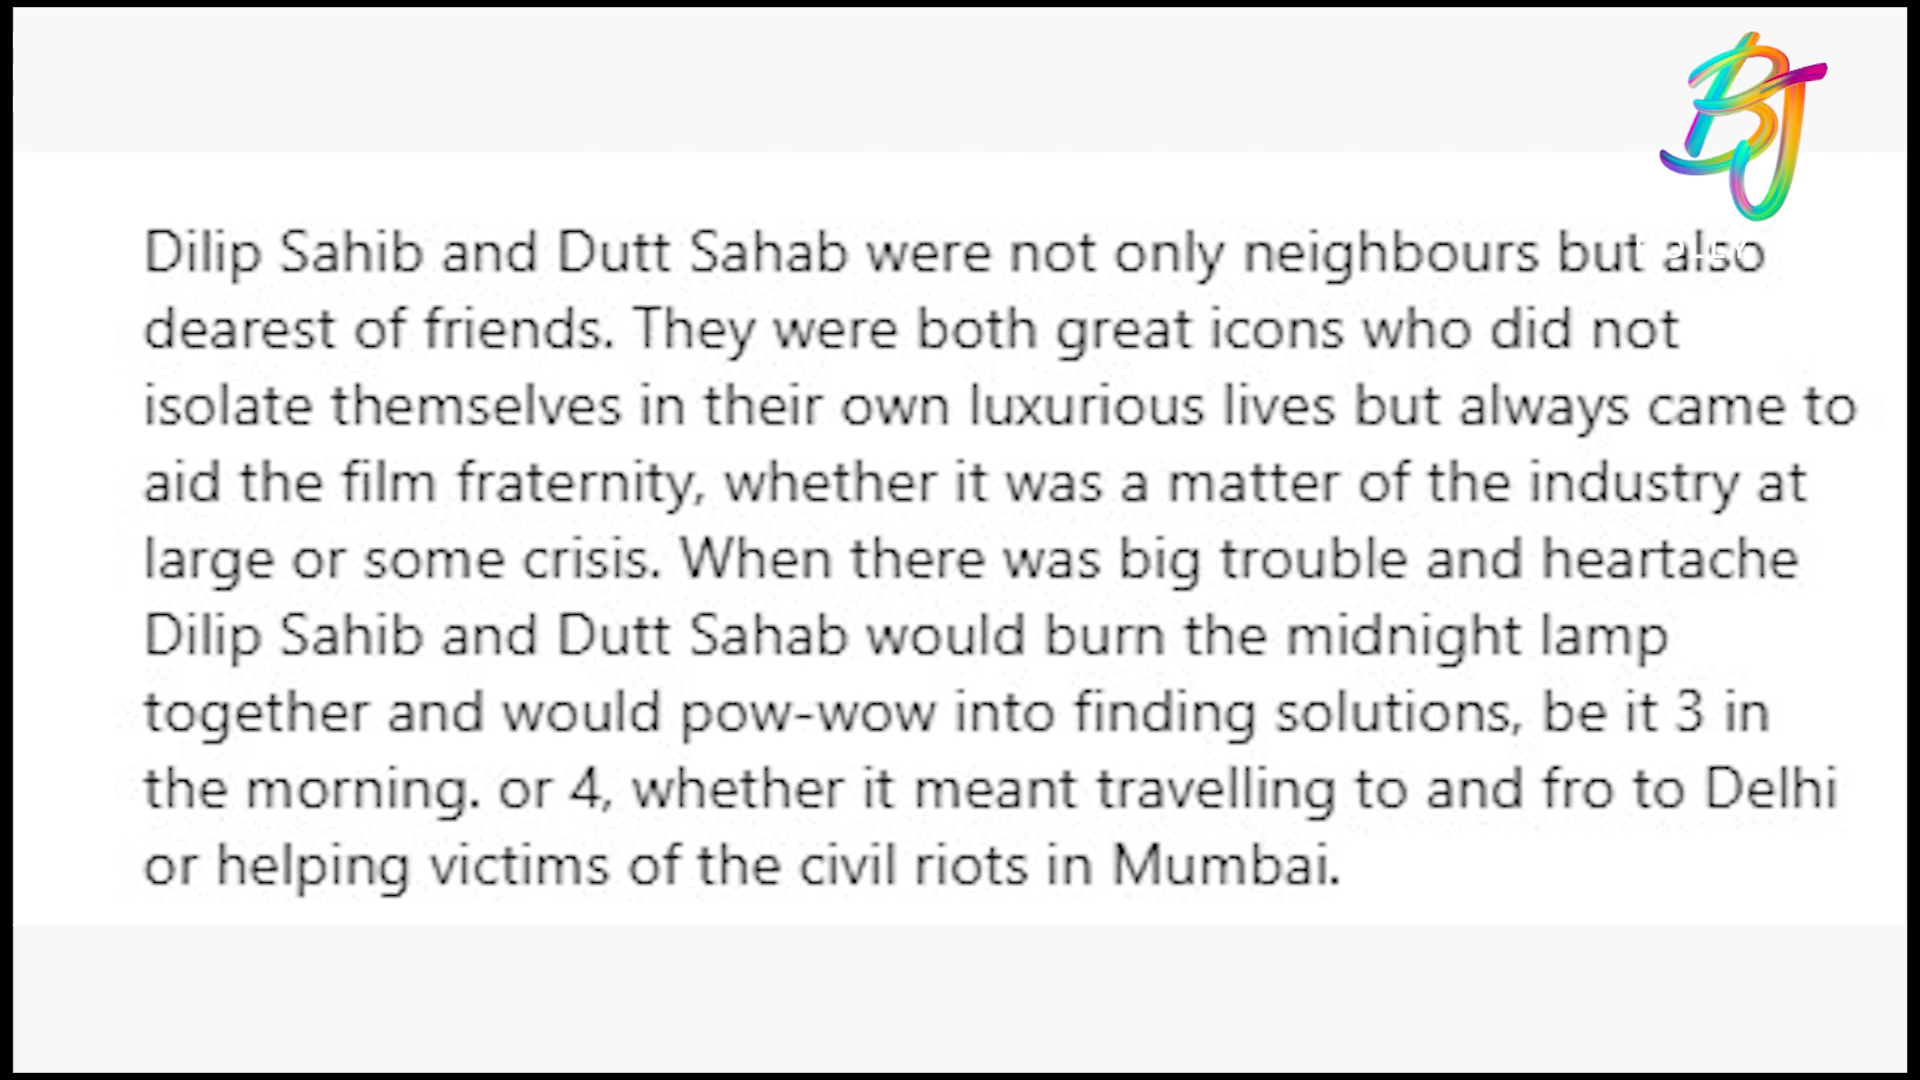 BJ
Dilip Sahib and Dutt Sahab were not only neighbours but also
dearest of friends. They were both great icons who did not
isolate themselves in their own luxurious lives but always came to
aid the film fraternity, whether it was a matter of the industry at
large or some crisis. When there was big trouble and heartache
Dilip Sahib and Dutt Sahab would burn the midnight lamp
together and would pow-wow into finding solutions, be it 3 in
the morning. or 4, whether it meant travelling to and fro to Delhi
or helping victims of the civil riots in Mumbai.